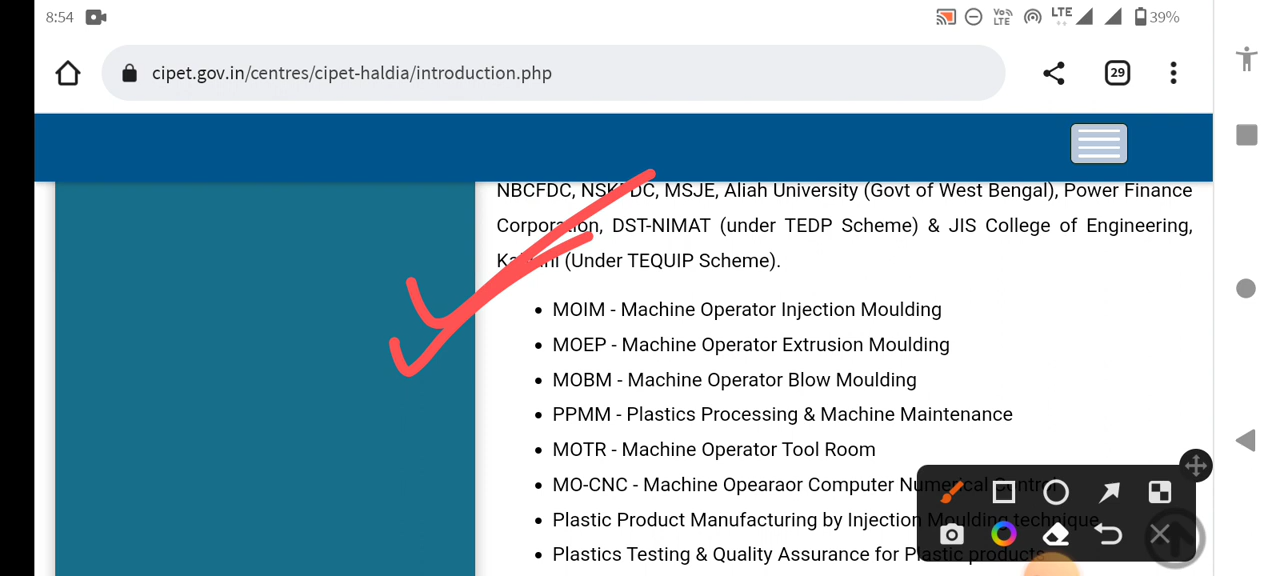 8:54
Vo))
LTE
LTE
39%
cipet.gov.in/centres/cipet-haldia/introduction.php
29
NBCFDC, NSKFDC, MSJE, Aliah University (Govt of West Bengal), Power Finance
Corporation, DST-NIMAT (under TEDP Scheme) & JIS College of Engineering,
(Under TEQUIP Scheme).
• MOIM - Machine Operator Injection Moulding
• MOEP - Machine Operator Extrusion Moulding
• MOBM - Machine Operator Blow Moulding
• PPMM - Plastics Processing & Machine Maintenance
• MOTR - Machine Operator Tool Room
• MO-CNC - Machine Opearaor Computer Numerical Control
• Plastic Product Manufacturing by Injection Moulding technique
• Plastics Testing & Quality Assurance for Plastic products